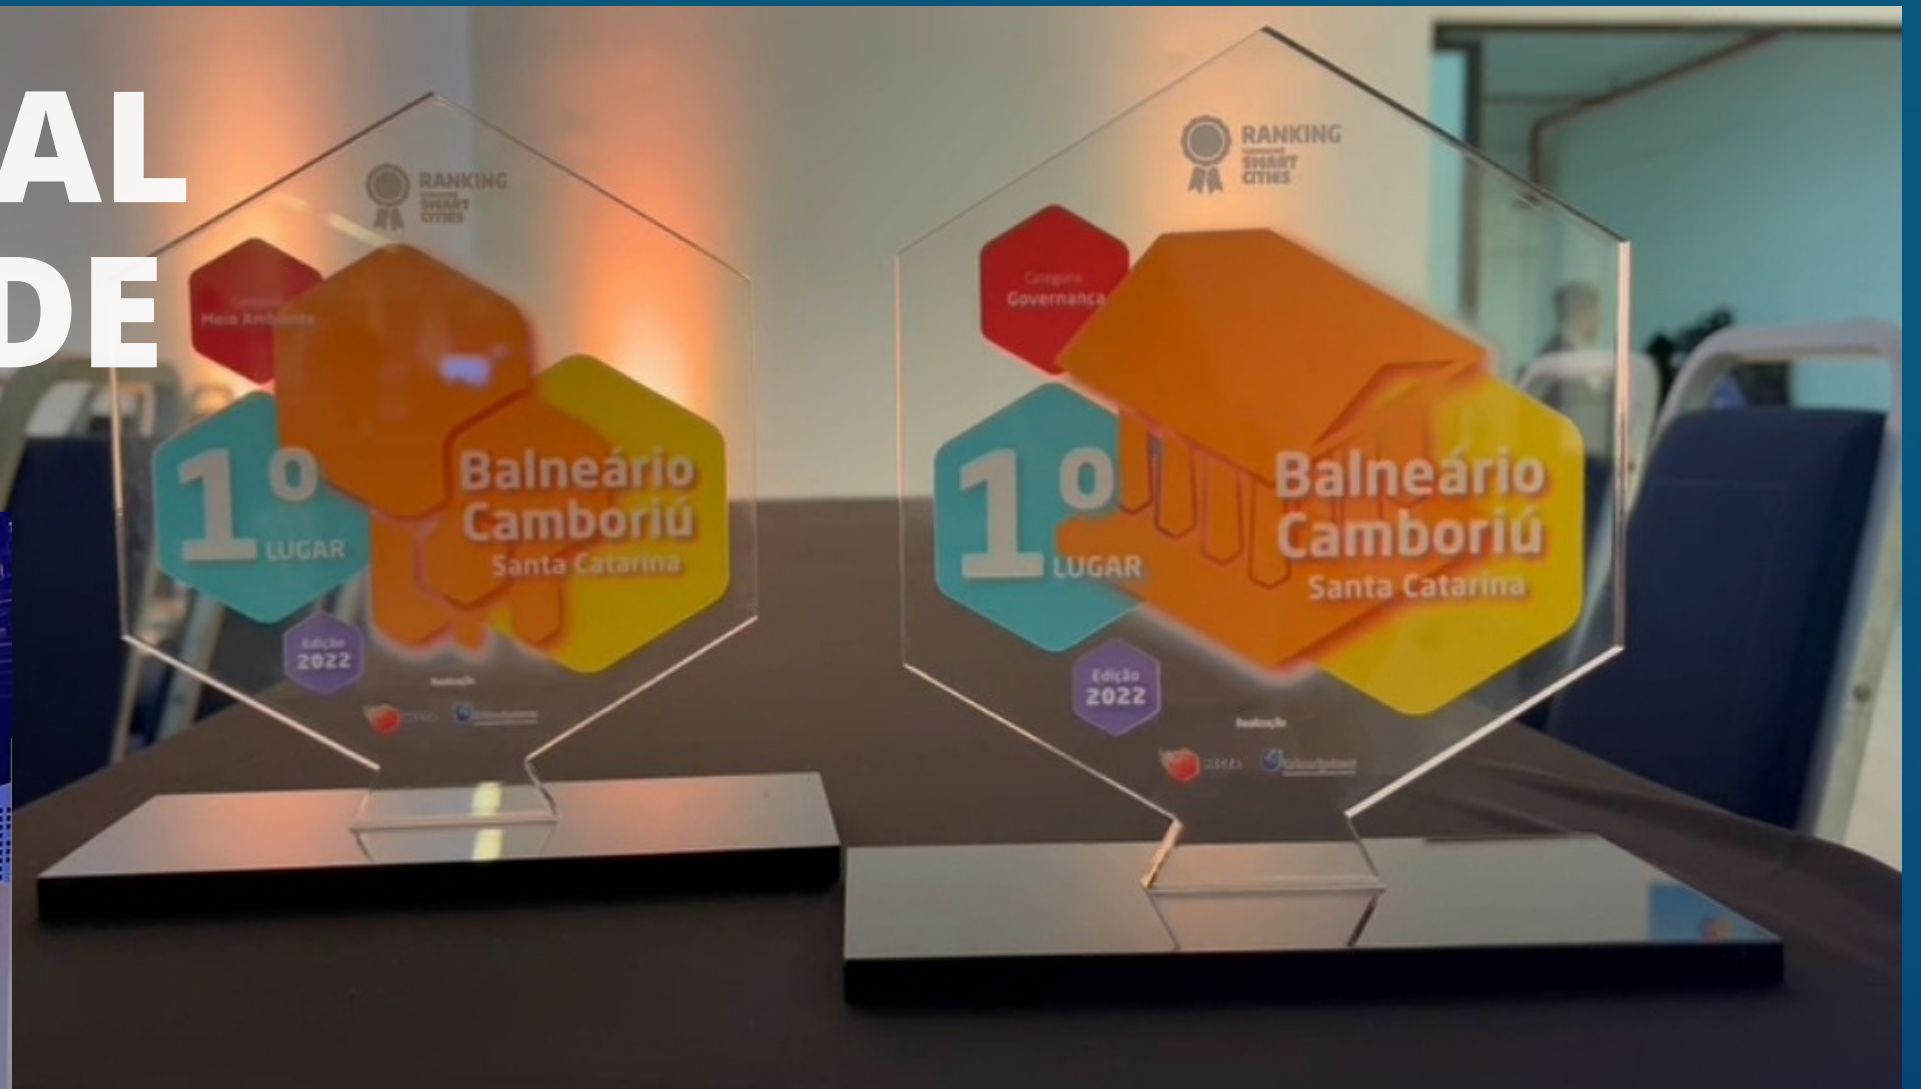 AL
DE
RANKING
SMART
CITIES
Meio Ambiente
1º
LUGAR
Balneário
Camboriú
Santa Catarina
Edição
2022
Realização
RANKING
SMART
CITIES
Categoria
Governança
1º
LUGAR
Balneário
Camboriú
Santa Catarina
Edição
2022
Realização